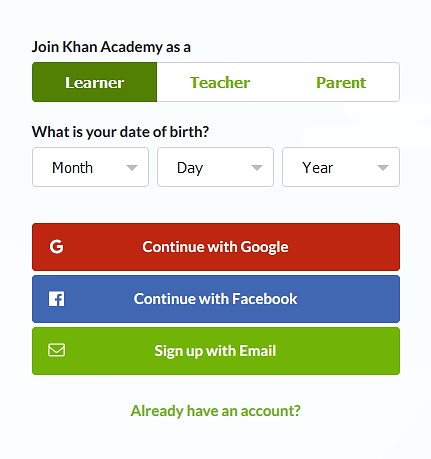 Join Khan Academy as a
Learner Teacher Parent
What is your date of birth?
Month Day Year
Continue with Google
Continue with Facebook
Sign up with Email
Already have an account?